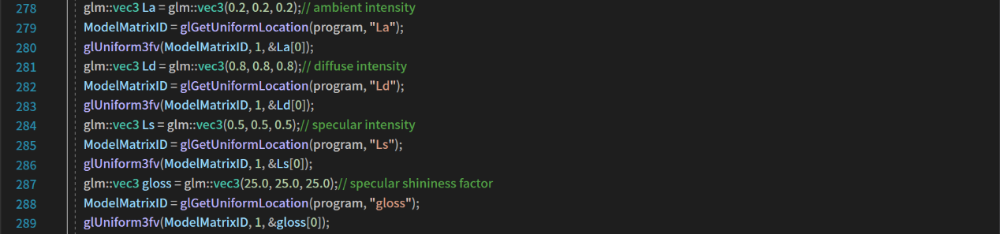 278 glm::vec3 La = glm::vec3(0.2, 0.2, 0.2);// ambient intensity
279 ModelMatrixID = glGetUniformLocation(program, "La");
280 glUniform3fv(ModelMatrixID, 1, &La[0]);
281 glm::vec3 Ld = glm::vec3(0.8, 0.8, 0.8);// diffuse intensity
282 ModelMatrixID = glGetUniformLocation(program, "Ld");
283 glUniform3fv(ModelMatrixID, 1, &Ld[0]);
284 glm::vec3 Ls = glm::vec3(0.5, 0.5, 0.5);// specular intensity
285 ModelMatrixID = glGetUniformLocation(program, "Ls");
286 glUniform3fv(ModelMatrixID, 1, &Ls[0]);
287 glm::vec3 gloss = glm::vec3(25.0, 25.0, 25.0);// specular shininess factor
288 ModelMatrixID = glGetUniformLocation(program, "gloss");
289 glUniform3fv(ModelMatrixID, 1, &gloss[0]);